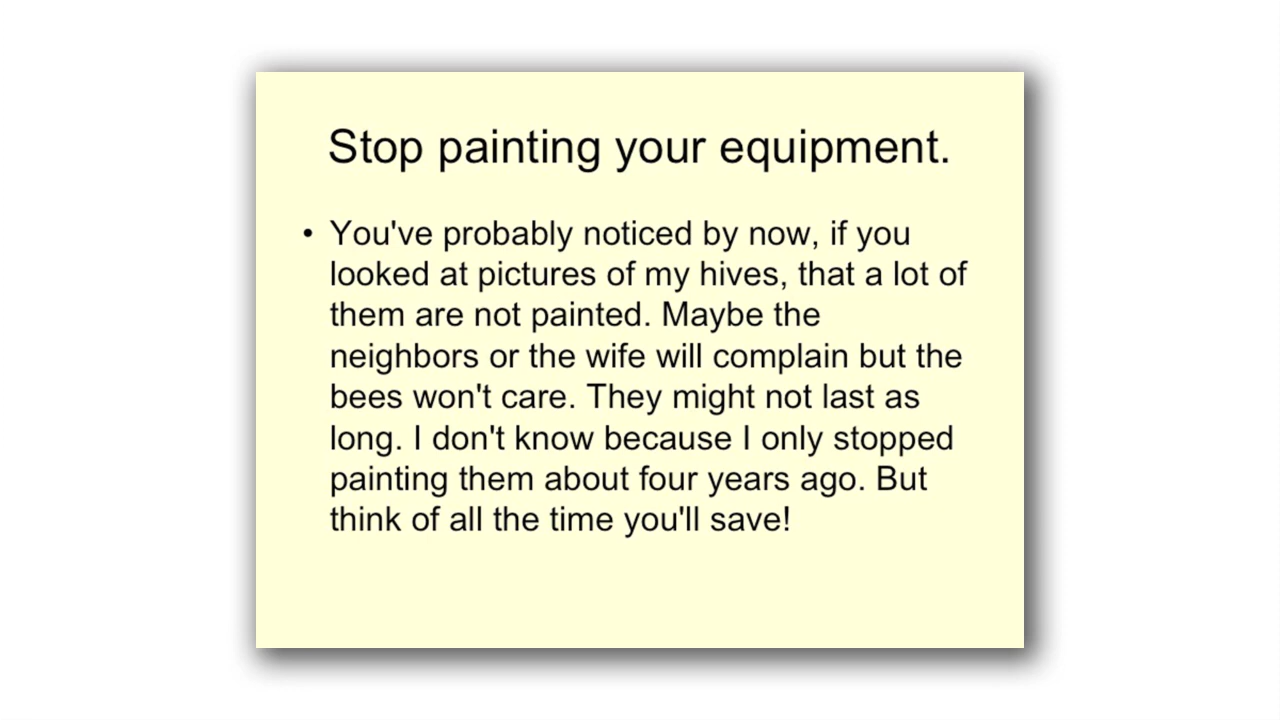 Stop painting your equipment.
• You've probably noticed by now, if you
looked at pictures of my hives, that a lot of
them are not painted. Maybe the
neighbors or the wife will complain but the
bees won't care. They might not last as
long. I don't know because I only stopped
painting them about four years ago. But
think of all the time you'll save!